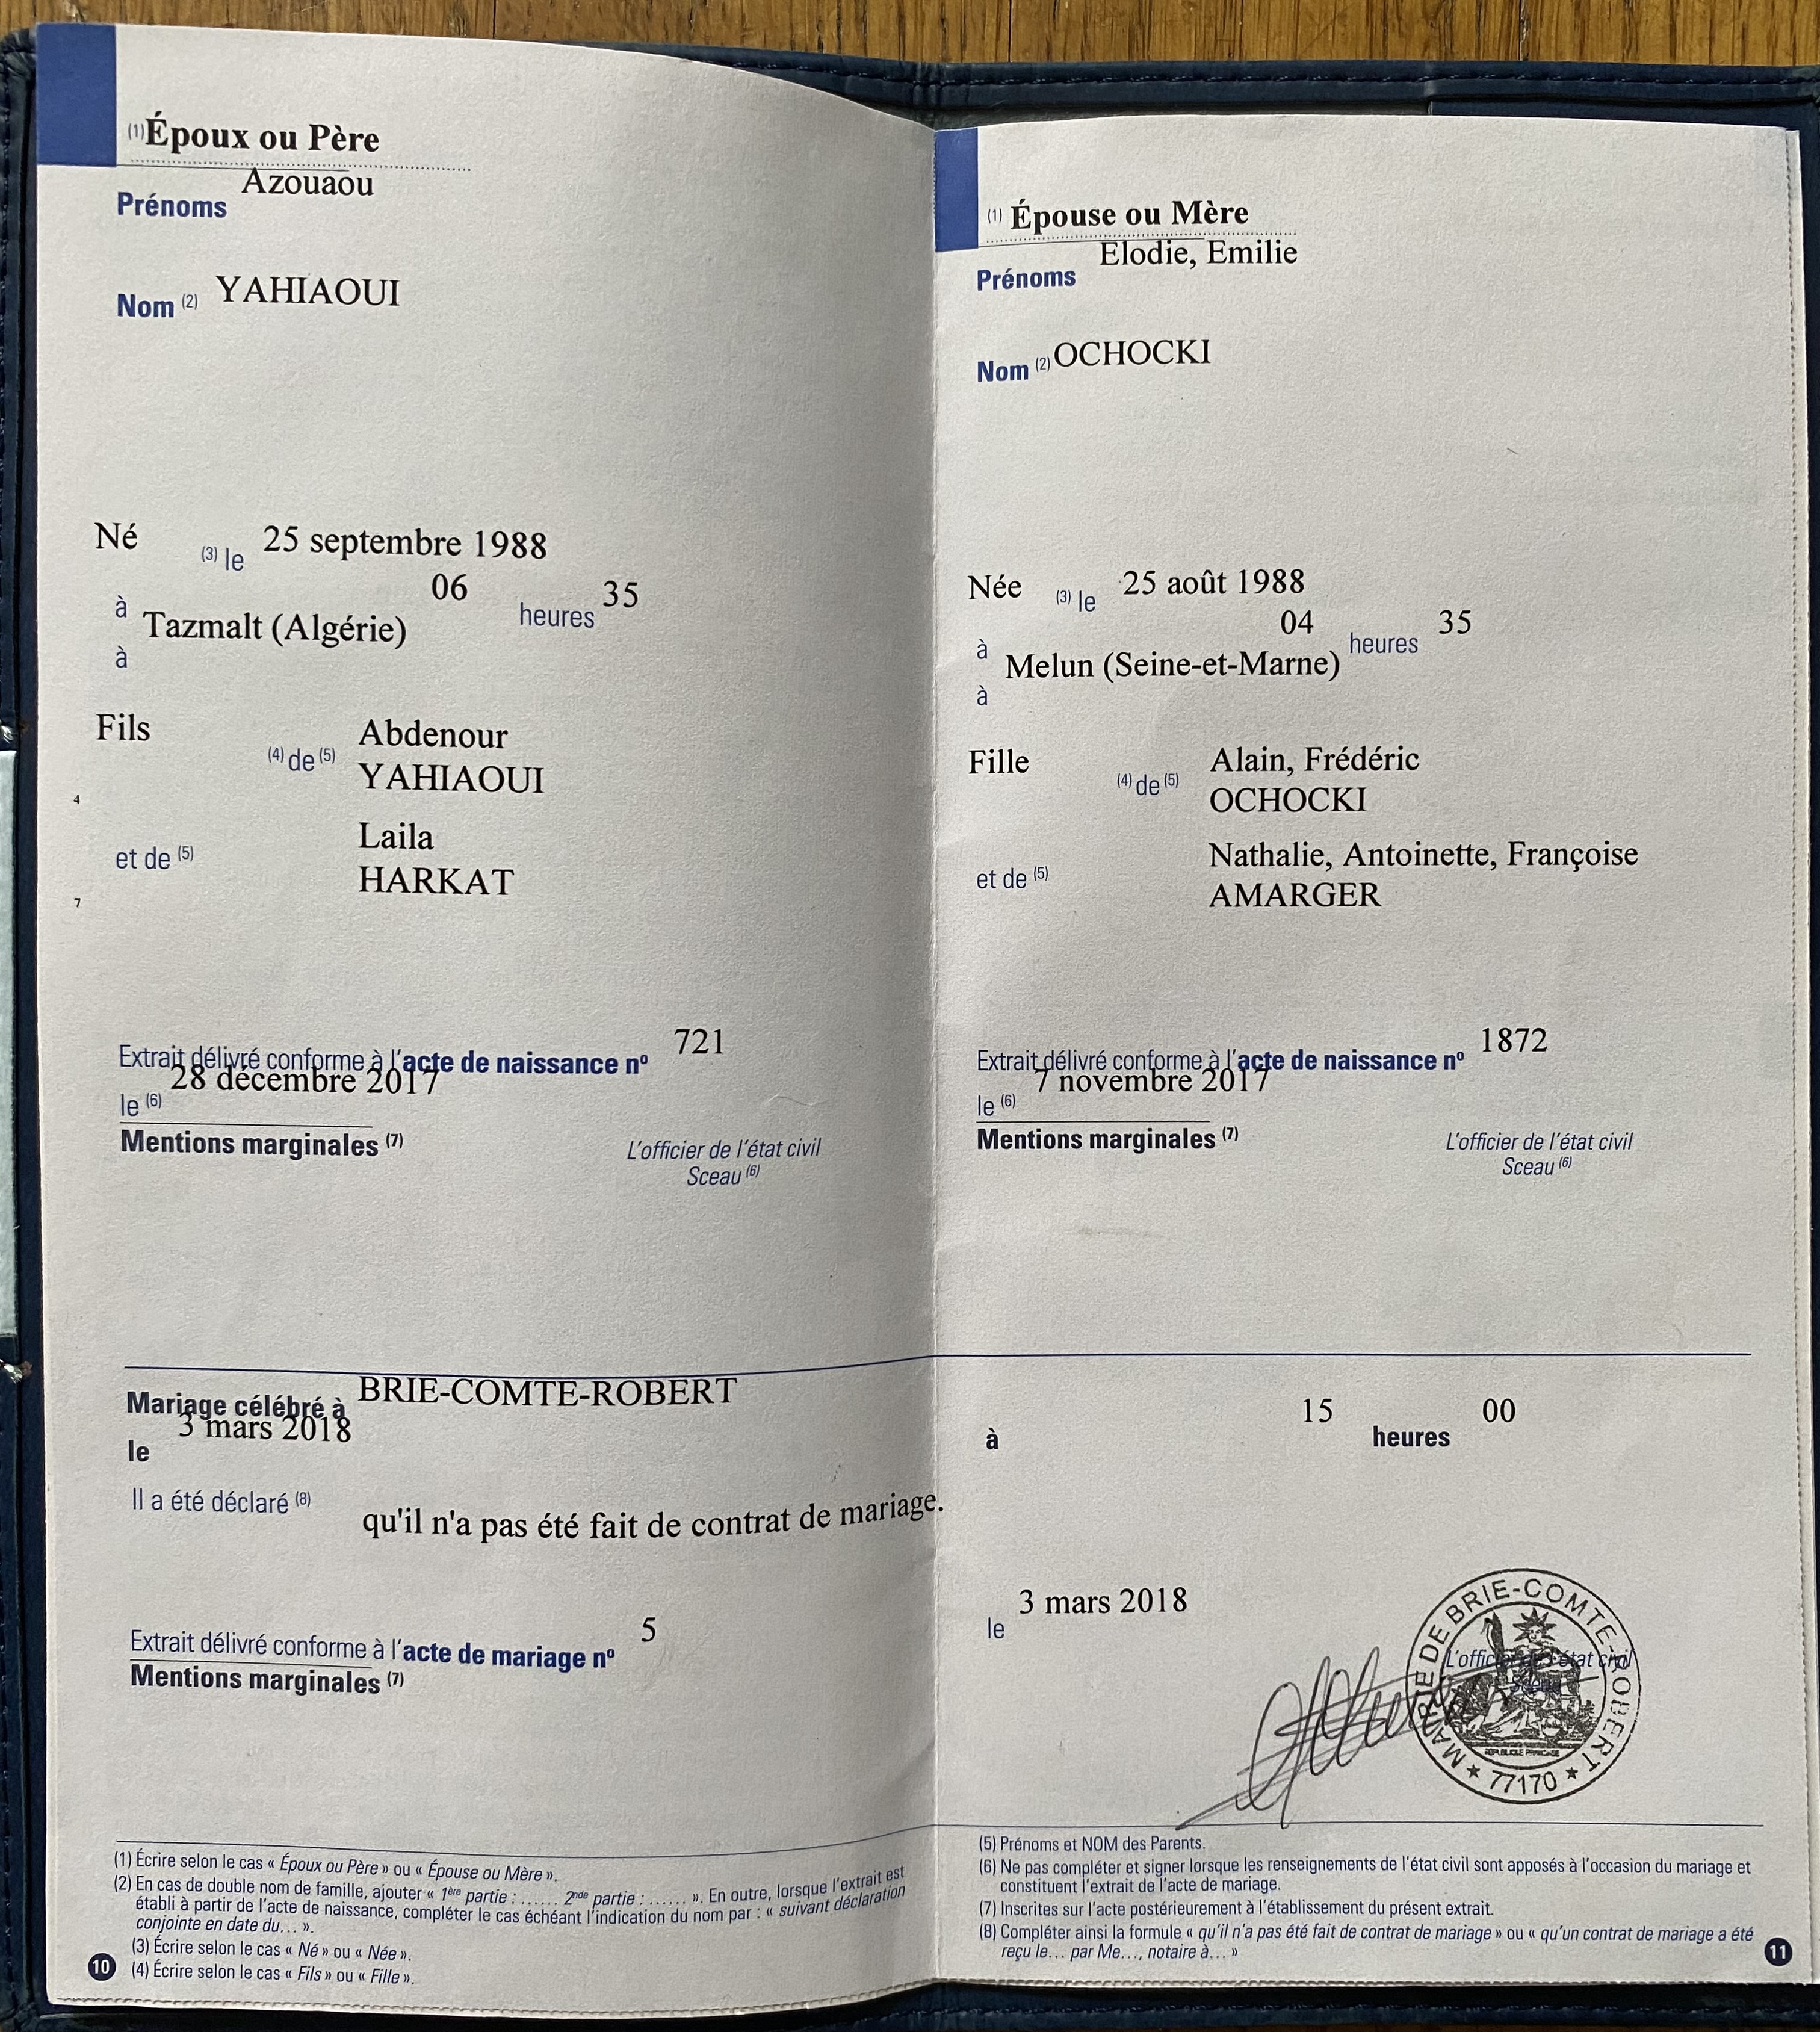 (1) Époux ou Père
Azouaou
Prénoms
Nom (2) YAHIAOUI
Né (3) le 25 septembre 1988
à 06 heures 35
Tazmalt (Algérie)
à
Fils (4) de (5) Abdenour
YAHIAOUI
4
et de (5) Laila
HARKAT
7
Extrait délivré conforme à l'acte de naissance nº 721
le (6) 28 décembre 2017
Mentions marginales (7)
L'officier de l'état civil
Sceau (6)
Mariage célébré à BRIE-COMTE-ROBERT
le 3 mars 2018
Il a été déclaré (8) qu'il n'a pas été fait de contrat de mariage.
Extrait délivré conforme à l'acte de mariage nº 5
Mentions marginales (7)
(1) Écrire selon le cas « Époux ou Père » ou « Épouse ou Mère ».
(2) En cas de double nom de famille, ajouter « 1ère partie : ...... 2nde partie : ...... ». En outre, lorsque l'extrait est
établi à partir de l'acte de naissance, compléter le cas échéant l'indication du nom par : « suivant déclaration
conjointe en date du... ».
(3) Écrire selon le cas « Né » ou « Née ».
(4) Écrire selon le cas « Fils » ou « Fille ».
10
(1) Épouse ou Mère
Elodie, Emilie
Prénoms
Nom (2) OCHOCKI
Née (3) le 25 août 1988
à 04 heures 35
Melun (Seine-et-Marne)
à
Fille (4) de (5) Alain, Frédéric
OCHOCKI
et de (5) Nathalie, Antoinette, Françoise
AMARGER
Extrait délivré conforme à l'acte de naissance nº 1872
le (6) 7 novembre 2017
Mentions marginales (7)
L'officier de l'état civil
Sceau (6)
à 15 heures 00
le 3 mars 2018
L'officier de l'état civil
Sceau
MAIRIE DE BRIE-COMTE-ROBERT
RÉPUBLIQUE FRANÇAISE
★ 77170 ★
(5) Prénoms et NOM des Parents.
(6) Ne pas compléter et signer lorsque les renseignements de l'état civil sont apposés à l'occasion du mariage et
constituent l'extrait de l'acte de mariage.
(7) Inscrites sur l'acte postérieurement à l'établissement du présent extrait.
(8) Compléter ainsi la formule « qu'il n'a pas été fait de contrat de mariage » ou « qu'un contrat de mariage a été
reçu le... par Me..., notaire à... »
11